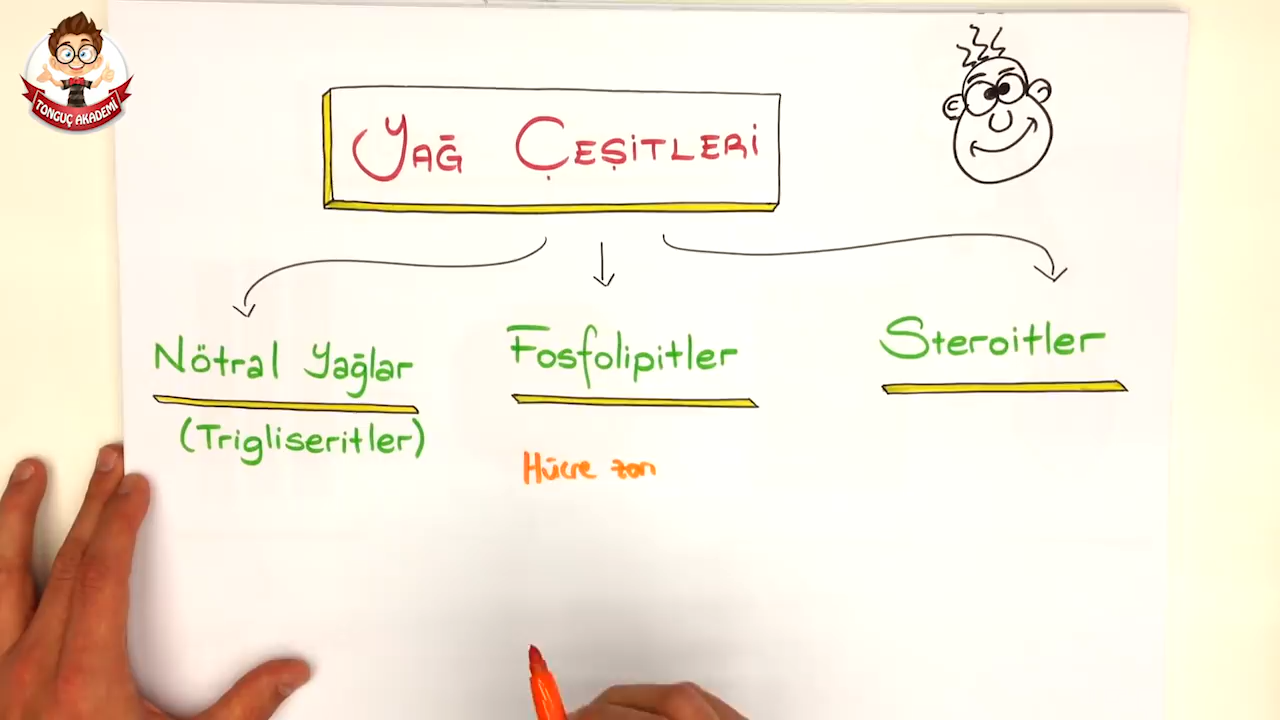 TONGUÇ AKADEMİ
YAĞ ÇEŞİTLERİ
Nötral Yağlar
(Trigliseritler)
Fosfolipitler
Hücre zarı
Steroitler